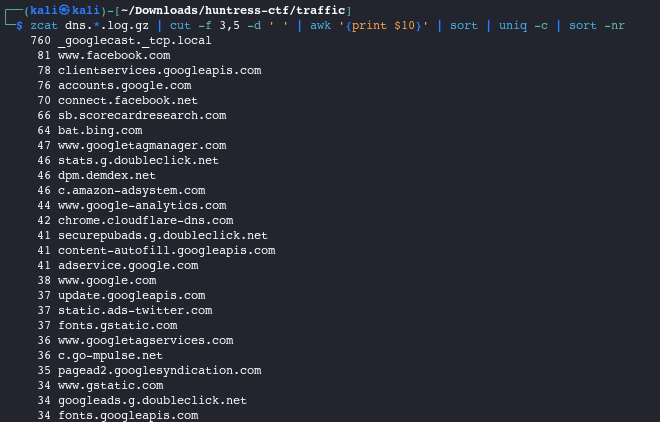 ┌──(kali㉿kali)-[~/Downloads/huntress-ctf/traffic]
└─$ zcat dns.*.log.gz | cut -f 3,5 -d ' ' | awk '{print $10}' | sort | uniq -c | sort -nr
760 _googlecast._tcp.local
81 www.facebook.com
78 clientservices.googleapis.com
76 accounts.google.com
70 connect.facebook.net
66 sb.scorecardresearch.com
64 bat.bing.com
47 www.googletagmanager.com
46 stats.g.doubleclick.net
46 dpm.demdex.net
46 c.amazon-adsystem.com
44 www.google-analytics.com
42 chrome.cloudflare-dns.com
41 securepubads.g.doubleclick.net
41 content-autofill.googleapis.com
41 adservice.google.com
38 www.google.com
37 update.googleapis.com
37 static.ads-twitter.com
37 fonts.gstatic.com
36 www.googletagservices.com
36 c.go-mpulse.net
35 pagead2.googlesyndication.com
34 www.gstatic.com
34 googleads.g.doubleclick.net
34 fonts.googleapis.com